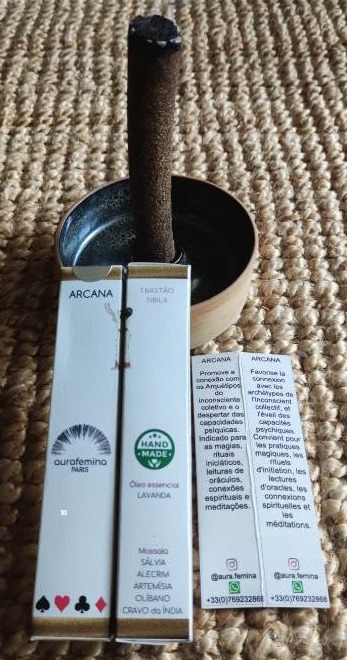 ARCANA
aurafemina
PARIS
1 BASTÃO
SIBILA
HAND
MADE
Óleo essencial
LAVANDA
Massala
SÁLVIA
ALECRIM
ARTEMÍSIA
OLÍBANO
CRAVO da ÍNDIA
ARCANA
Promove a
conexão com
os Arquétipos
do
inconsciente
coletivo e o
despertar das
capacidades
psíquicas.
Indicado para
as magias,
rituais
iniciáticos,
leituras de
oráculos,
conexões
espirituais e
meditações.
@aura.femina
+33(0)769232868
ARCANA
Favorise la
connexion
avec les
archétypes de
l'Inconscient
collectif, et
l'éveil des
capacités
psychiques.
Convient pour
les pratiques
magiques, les
rituels
d'initiation, les
lectures
d'oracles, les
connexions
spirituelles et
les
méditations.
@aura.femina
+33(0)769232868